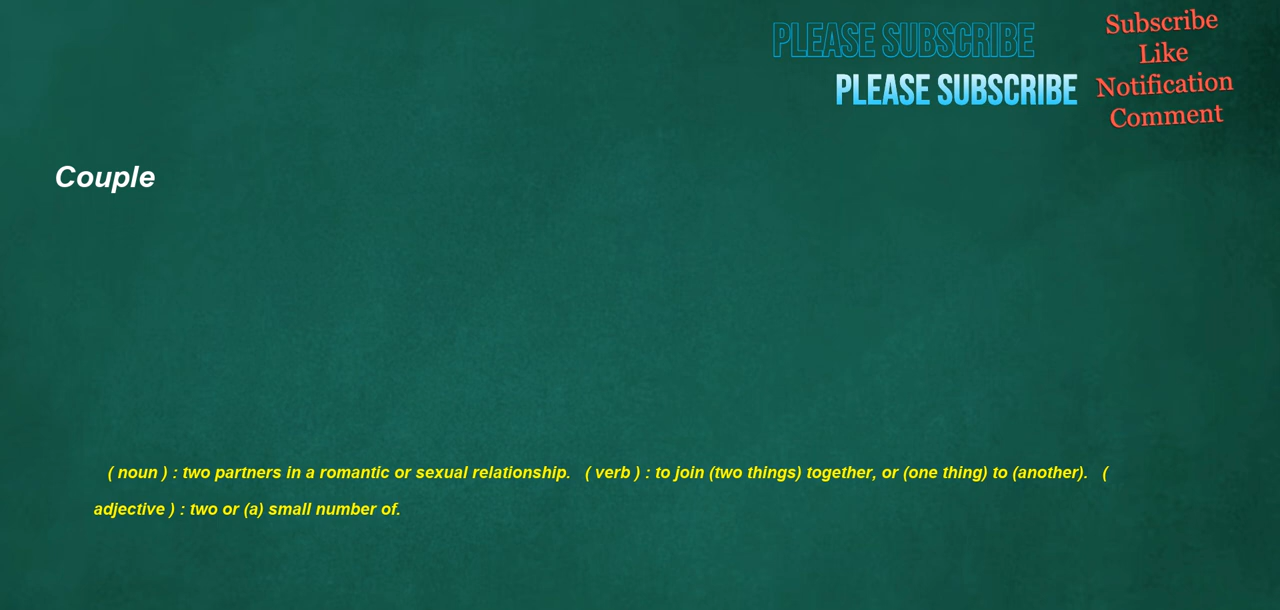 PLEASE SUBSCRIBE
PLEASE SUBSCRIBE
Subscribe
Like
Notification
Comment
Couple
( noun ) : two partners in a romantic or sexual relationship. ( verb ) : to join (two things) together, or (one thing) to (another). (
adjective ) : two or (a) small number of.